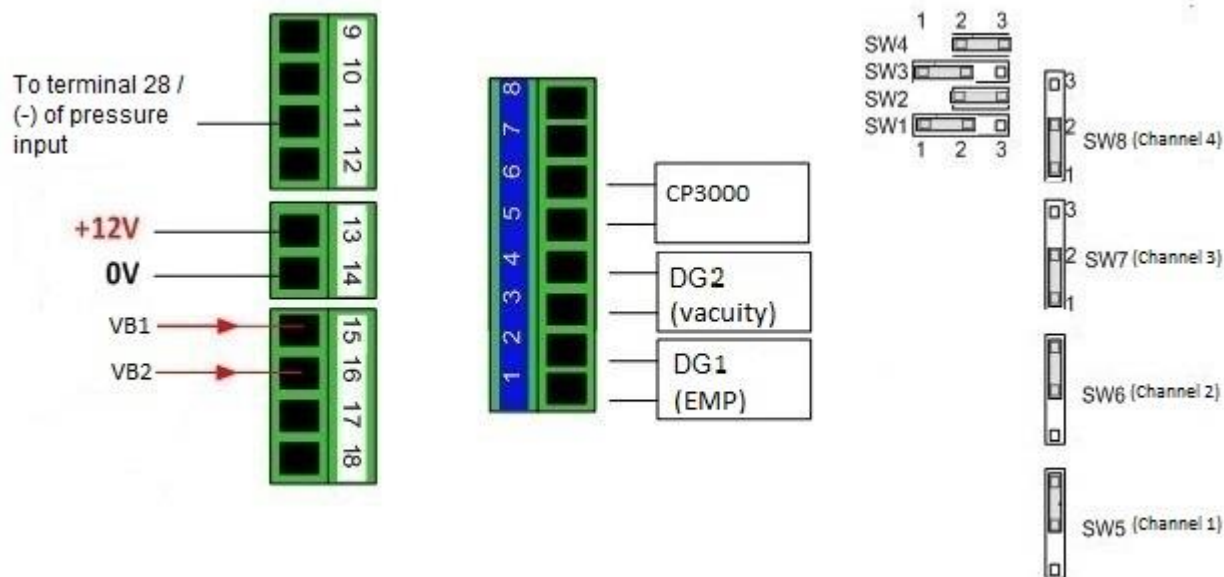 9
10
11
12
To terminal 28 /
(-) of pressure
input
13
14
+12V
0V
15
16
17
18
VB1
VB2
8
7
6
5
4
3
2
1
CP3000
DG2
(vacuity)
DG1
(EMP)
1 2 3
SW4
SW3
SW2
SW1
1 2 3
3
2
1
SW8 (Channel 4)
3
2
1
SW7 (Channel 3)
SW6 (Channel 2)
SW5 (Channel 1)